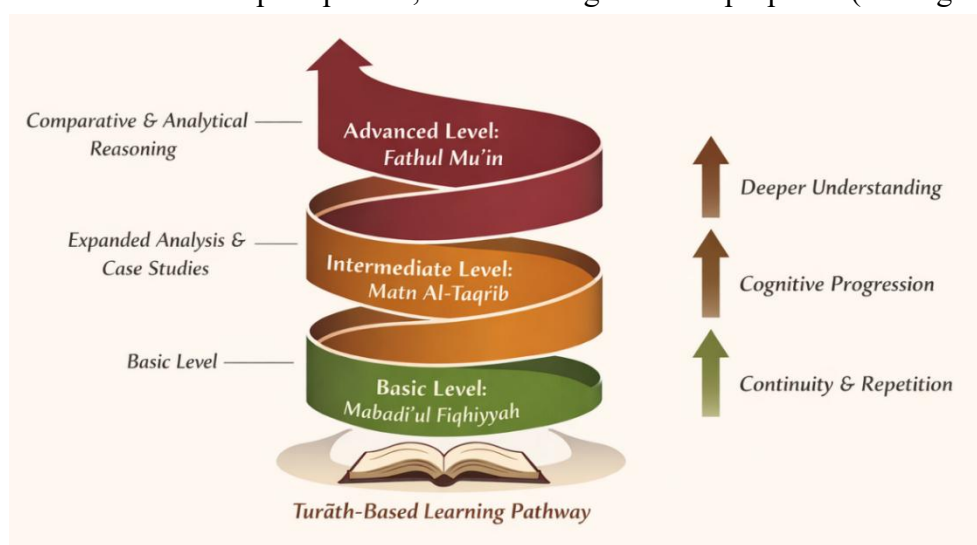 Comparative & Analytical
Reasoning
Advanced Level:
Fathul Mu'in
Deeper Understanding
Expanded Analysis &
Case Studies
Intermediate Level:
Matn Al-Taqrïb
Cognitive Progression
Basic Level
Basic Level:
Mabadi'ul Fiqhiyyah
Continuity & Repetition
Turāth-Based Learning Pathway